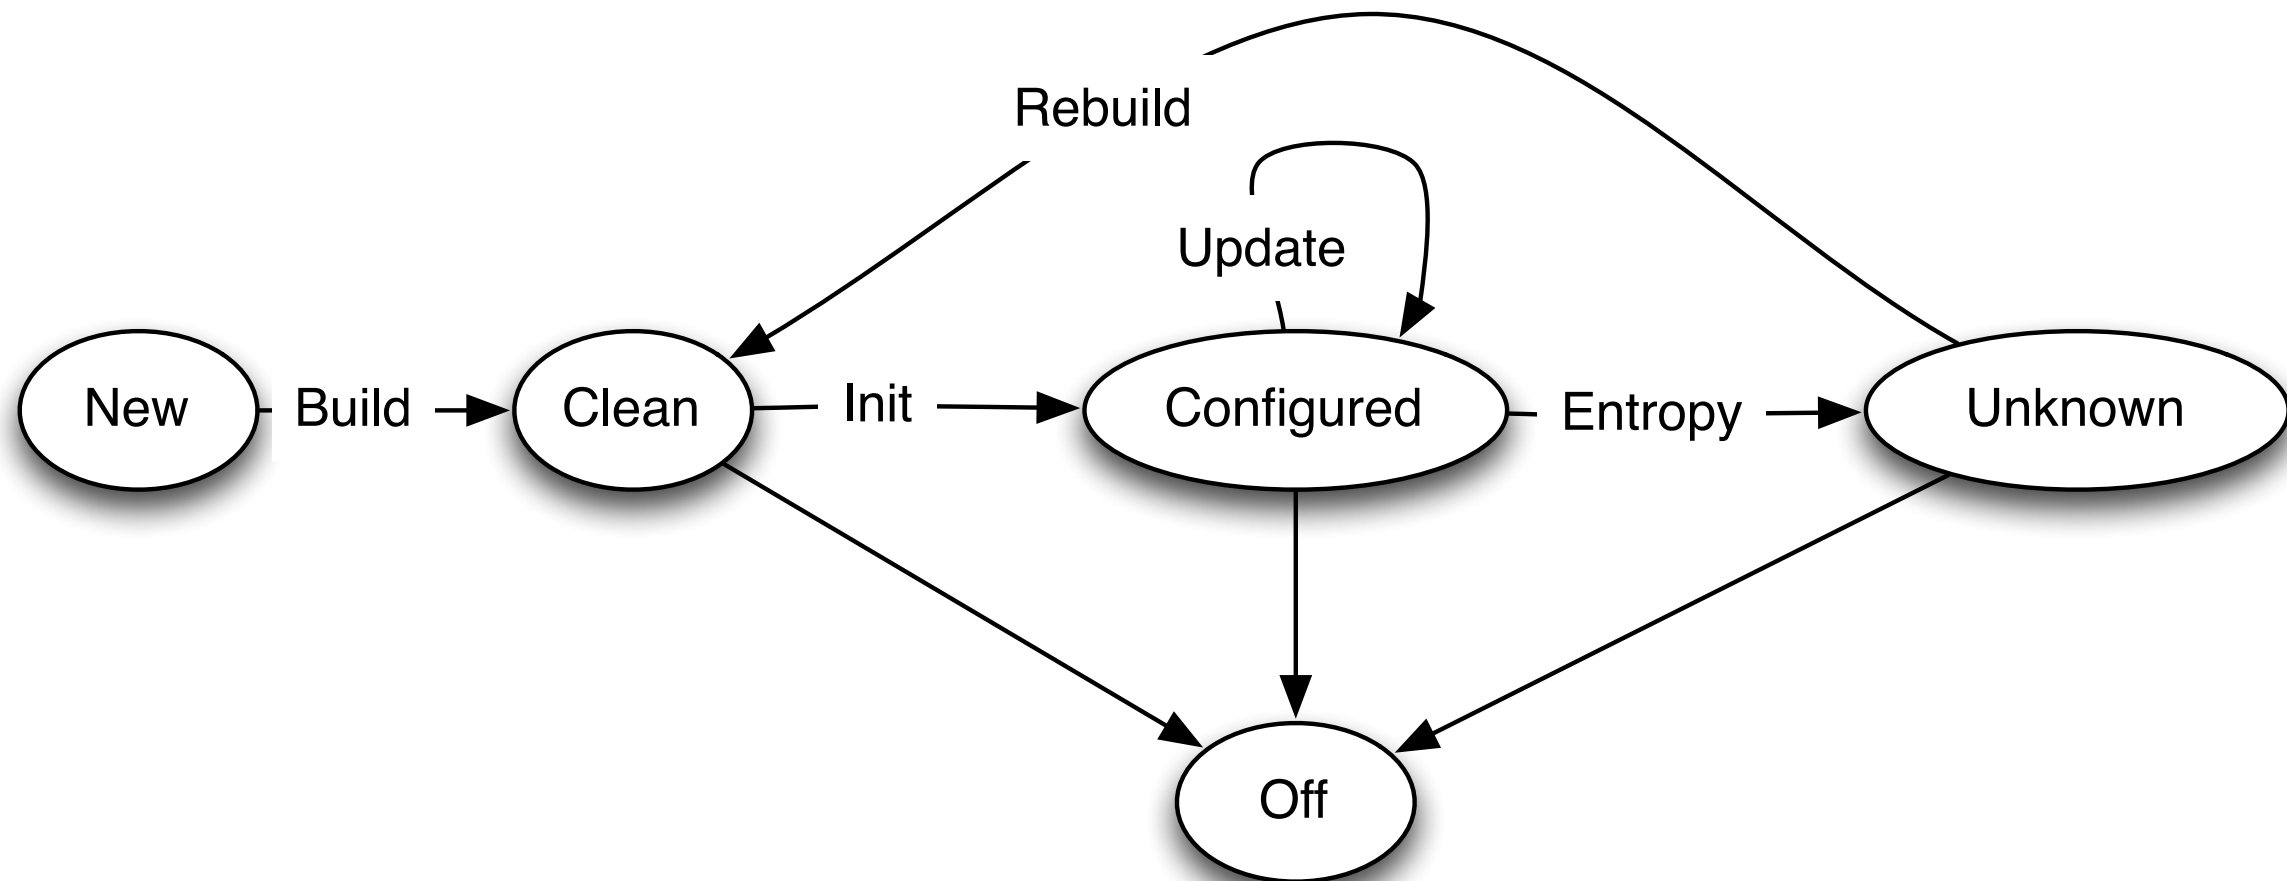 Rebuild
Update
New
Build
Clean
Init
Configured
Entropy
Unknown
Off